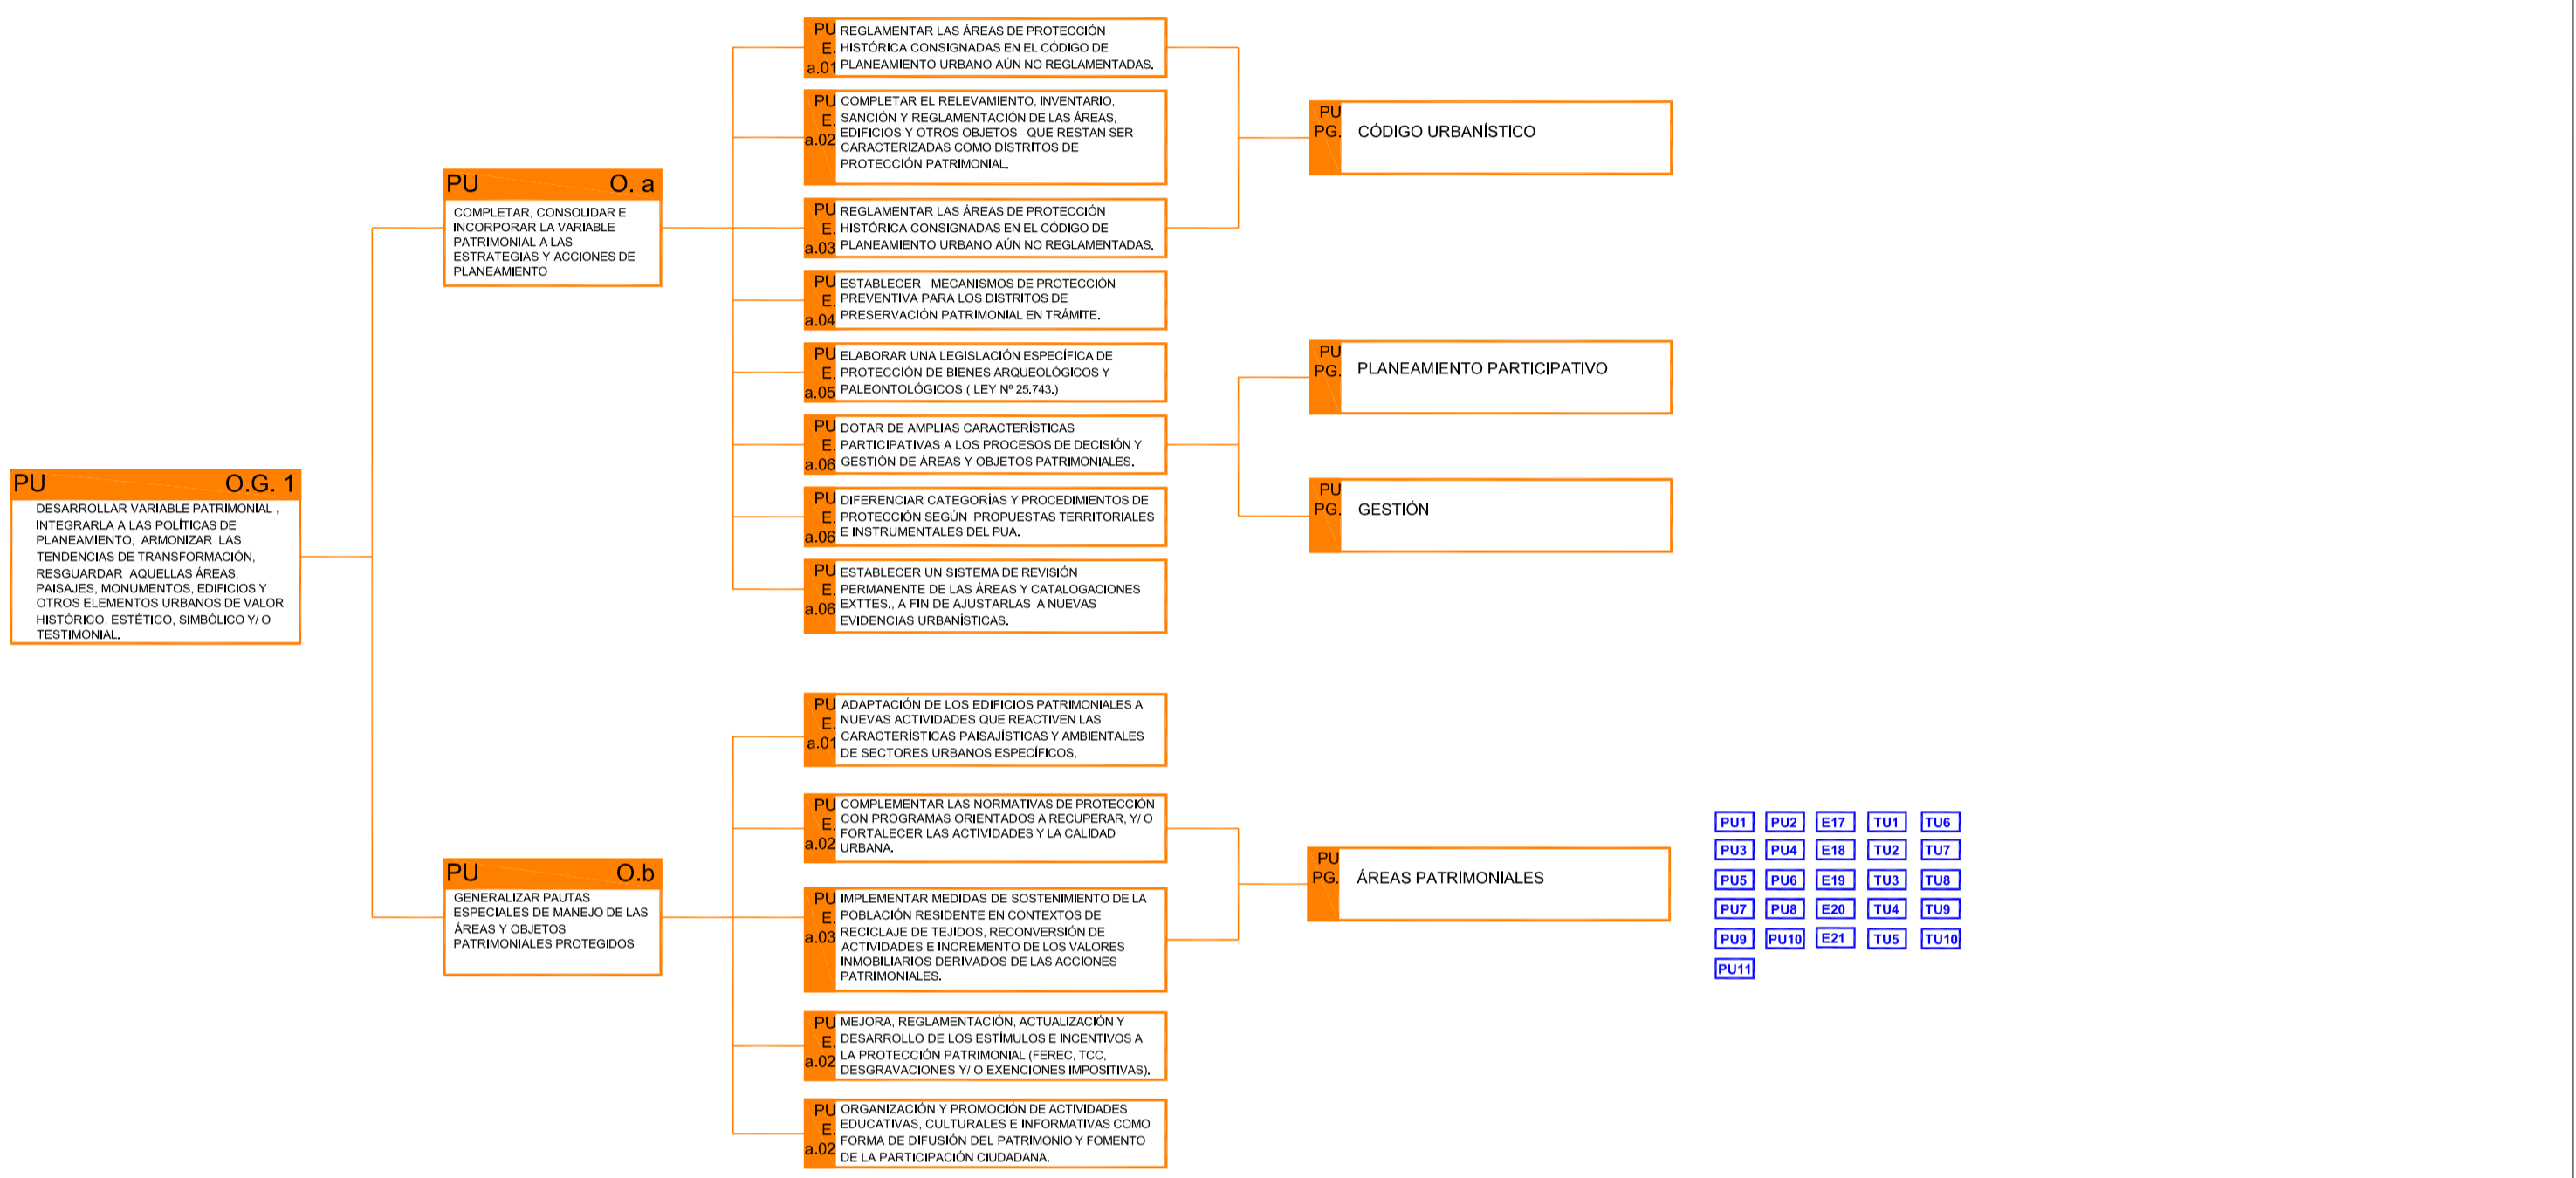 PU O.G. 1
DESARROLLAR VARIABLE PATRIMONIAL ,
INTEGRARLA A LAS POLÍTICAS DE
PLANEAMIENTO, ARMONIZAR LAS
TENDENCIAS DE TRANSFORMACIÓN,
RESGUARDAR AQUELLAS ÁREAS,
PAISAJES, MONUMENTOS, EDIFICIOS Y
OTROS ELEMENTOS URBANOS DE VALOR
HISTÓRICO, ESTÉTICO, SIMBÓLICO Y/ O
TESTIMONIAL.
PU O. a
COMPLETAR, CONSOLIDAR E
INCORPORAR LA VARIABLE
PATRIMONIAL A LAS
ESTRATEGIAS Y ACCIONES DE
PLANEAMIENTO
PU E. a.01
REGLAMENTAR LAS ÁREAS DE PROTECCIÓN
HISTÓRICA CONSIGNADAS EN EL CÓDIGO DE
PLANEAMIENTO URBANO AÚN NO REGLAMENTADAS.
PU E. a.02
COMPLETAR EL RELEVAMIENTO, INVENTARIO,
SANCIÓN Y REGLAMENTACIÓN DE LAS ÁREAS,
EDIFICIOS Y OTROS OBJETOS QUE RESTAN SER
CARACTERIZADAS COMO DISTRITOS DE
PROTECCIÓN PATRIMONIAL.
PU E. a.03
REGLAMENTAR LAS ÁREAS DE PROTECCIÓN
HISTÓRICA CONSIGNADAS EN EL CÓDIGO DE
PLANEAMIENTO URBANO AÚN NO REGLAMENTADAS.
PU E. a.04
ESTABLECER MECANISMOS DE PROTECCIÓN
PREVENTIVA PARA LOS DISTRITOS DE
PRESERVACIÓN PATRIMONIAL EN TRÁMITE.
PU E. a.05
ELABORAR UNA LEGISLACIÓN ESPECÍFICA DE
PROTECCIÓN DE BIENES ARQUEOLÓGICOS Y
PALEONTOLÓGICOS ( LEY Nº 25.743.)
PU E. a.06
DOTAR DE AMPLIAS CARACTERÍSTICAS
PARTICIPATIVAS A LOS PROCESOS DE DECISIÓN Y
GESTIÓN DE ÁREAS Y OBJETOS PATRIMONIALES.
PU E. a.06
DIFERENCIAR CATEGORÍAS Y PROCEDIMIENTOS DE
PROTECCIÓN SEGÚN PROPUESTAS TERRITORIALES
E INSTRUMENTALES DEL PUA.
PU E. a.06
ESTABLECER UN SISTEMA DE REVISIÓN
PERMANENTE DE LAS ÁREAS Y CATALOGACIONES
EXTTES., A FIN DE AJUSTARLAS A NUEVAS
EVIDENCIAS URBANÍSTICAS.
PU PG. CÓDIGO URBANÍSTICO
PU PG. PLANEAMIENTO PARTICIPATIVO
PU PG. GESTIÓN
PU O.b
GENERALIZAR PAUTAS
ESPECIALES DE MANEJO DE LAS
ÁREAS Y OBJETOS
PATRIMONIALES PROTEGIDOS
PU E. a.01
ADAPTACIÓN DE LOS EDIFICIOS PATRIMONIALES A
NUEVAS ACTIVIDADES QUE REACTIVEN LAS
CARACTERÍSTICAS PAISAJÍSTICAS Y AMBIENTALES
DE SECTORES URBANOS ESPECÍFICOS.
PU E. a.02
COMPLEMENTAR LAS NORMATIVAS DE PROTECCIÓN
CON PROGRAMAS ORIENTADOS A RECUPERAR, Y/ O
FORTALECER LAS ACTIVIDADES Y LA CALIDAD
URBANA.
PU E. a.03
IMPLEMENTAR MEDIDAS DE SOSTENIMIENTO DE LA
POBLACIÓN RESIDENTE EN CONTEXTOS DE
RECICLAJE DE TEJIDOS, RECONVERSIÓN DE
ACTIVIDADES E INCREMENTO DE LOS VALORES
INMOBILIARIOS DERIVADOS DE LAS ACCIONES
PATRIMONIALES.
PU E. a.02
MEJORA, REGLAMENTACIÓN, ACTUALIZACIÓN Y
DESARROLLO DE LOS ESTÍMULOS E INCENTIVOS A
LA PROTECCIÓN PATRIMONIAL (FEREC, TCC,
DESGRAVACIONES Y/ O EXENCIONES IMPOSITIVAS).
PU E. a.02
ORGANIZACIÓN Y PROMOCIÓN DE ACTIVIDADES
EDUCATIVAS, CULTURALES E INFORMATIVAS COMO
FORMA DE DIFUSIÓN DEL PATRIMONIO Y FOMENTO
DE LA PARTICIPACIÓN CIUDADANA.
PU PG. ÁREAS PATRIMONIALES
PU1 PU2 E17 TU1 TU6
PU3 PU4 E18 TU2 TU7
PU5 PU6 E19 TU3 TU8
PU7 PU8 E20 TU4 TU9
PU9 PU10 E21 TU5 TU10
PU11